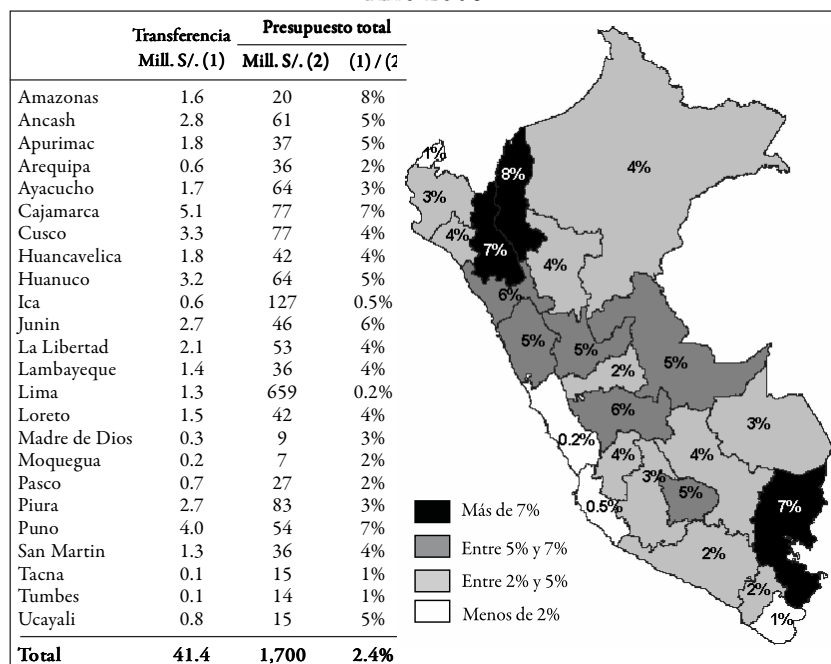 Transferencia Presupuesto total
Mill. S/. (1) Mill. S/. (2) (1) / (2
Amazonas 1.6 20 8%
Ancash 2.8 61 5%
Apurimac 1.8 37 5%
Arequipa 0.6 36 2%
Ayacucho 1.7 64 3%
Cajamarca 5.1 77 7%
Cusco 3.3 77 4%
Huancavelica 1.8 42 4%
Huanuco 3.2 64 5%
Ica 0.6 127 0.5%
Junin 2.7 46 6%
La Libertad 2.1 53 4%
Lambayeque 1.4 36 4%
Lima 1.3 659 0.2%
Loreto 1.5 42 4%
Madre de Dios 0.3 9 3%
Moquegua 0.2 7 2%
Pasco 0.7 27 2%
Piura 2.7 83 3%
Puno 4.0 54 7%
San Martin 1.3 36 4%
Tacna 0.1 15 1%
Tumbes 0.1 14 1%
Ucayali 0.8 15 5%
Total 41.4 1,700 2.4%
1%
8%
4%
3%
4%
7%
4%
6%
5%
5%
5%
2%
6%
3%
0.2%
4%
4%
3%
5%
0.5%
7%
2%
2%
1%
Más de 7%
Entre 5% y 7%
Entre 2% y 5%
Menos de 2%